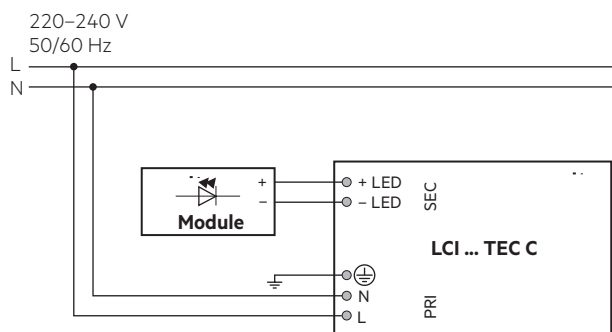 220–240 V
50/60 Hz
L
N
+ + LED
− − LED
SEC
Module
LCI ... TEC C
N
L
PRI